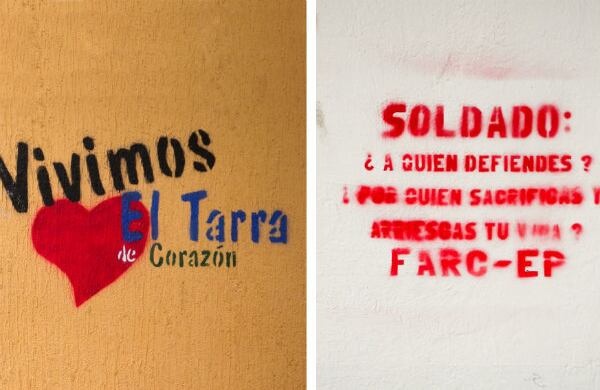 Vivimos
El Tarra
de Corazón
SOLDADO:
¿ A QUIEN DEFIENDES ?
¿ POR QUIEN SACRIFICAS Y
ARRIESGAS TU VIDA ?
FARC-EP